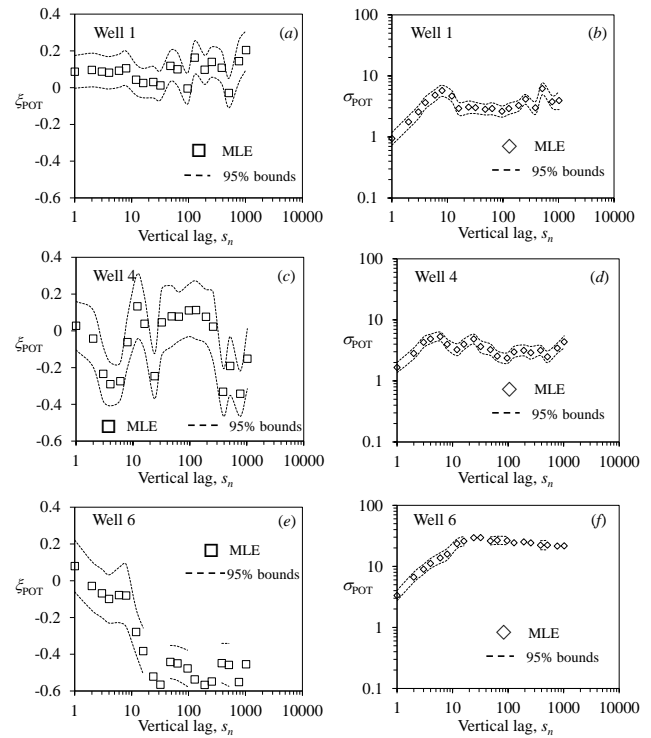 Well 1
(a)
0.4
0.2
0
-0.2
-0.4
-0.6
ξPOT
MLE
95% bounds
1 10 100 1000 10000
Vertical lag, sn
Well 1
(b)
100
10
1
0.1
σPOT
MLE
95% bounds
1 10 100 1000 10000
Vertical lag, sn
Well 4
(c)
0.4
0.2
0
-0.2
-0.4
-0.6
ξPOT
MLE
95% bounds
1 10 100 1000 10000
Vertical lag, sn
Well 4
(d)
100
10
1
0.1
σPOT
MLE
95% bounds
1 10 100 1000 10000
Vertical lag, sn
Well 6
(e)
0.4
0.2
0
-0.2
-0.4
-0.6
ξPOT
MLE
95% bounds
1 10 100 1000 10000
Vertical lag, sn
Well 6
(f)
100
10
1
0.1
σPOT
MLE
95% bounds
1 10 100 1000 10000
Vertical lag, sn